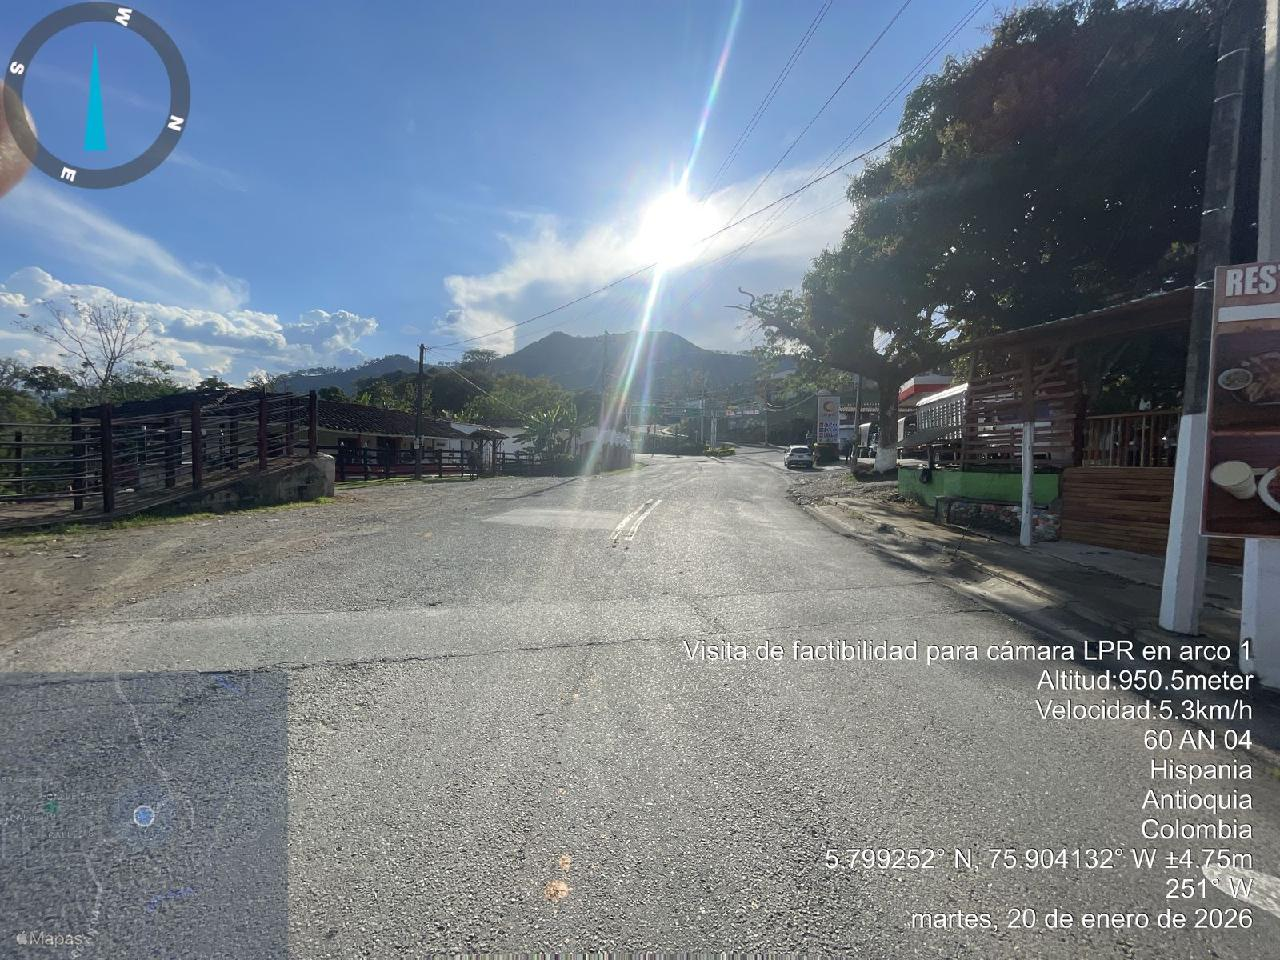 W
S
N
E
RES
Visita de factibilidad para cámara LPR en arco 1
Altitud:950.5meter
Velocidad:5.3km/h
60 AN 04
Hispania
Antioquia
Colombia
5.799252° N, 75.904132° W ±4.75m
251° W
martes, 20 de enero de 2026
Mapas